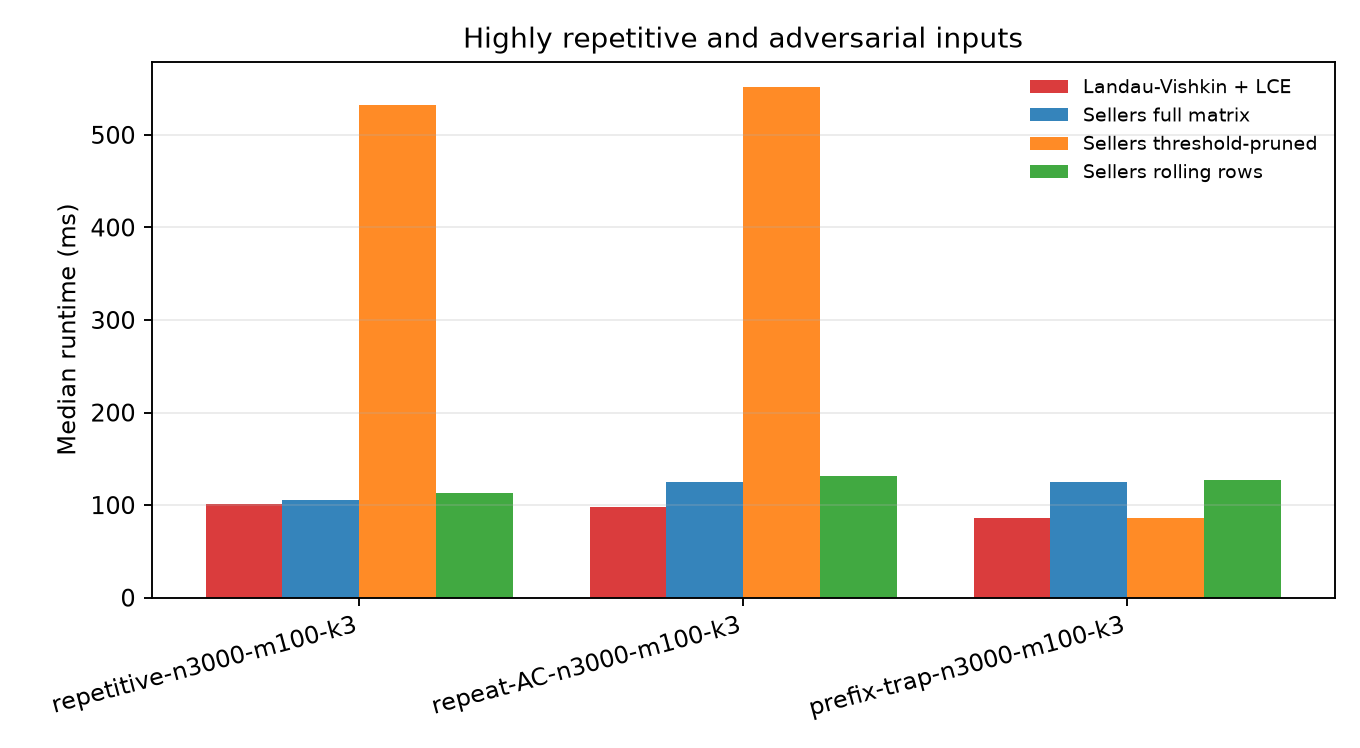 Highly repetitive and adversarial inputs
Landau-Vishkin + LCE
Sellers full matrix
Sellers threshold-pruned
Sellers rolling rows
Median runtime (ms)
500
400
300
200
100
0
repetitive-n3000-m100-k3
repeat-AC-n3000-m100-k3
prefix-trap-n3000-m100-k3